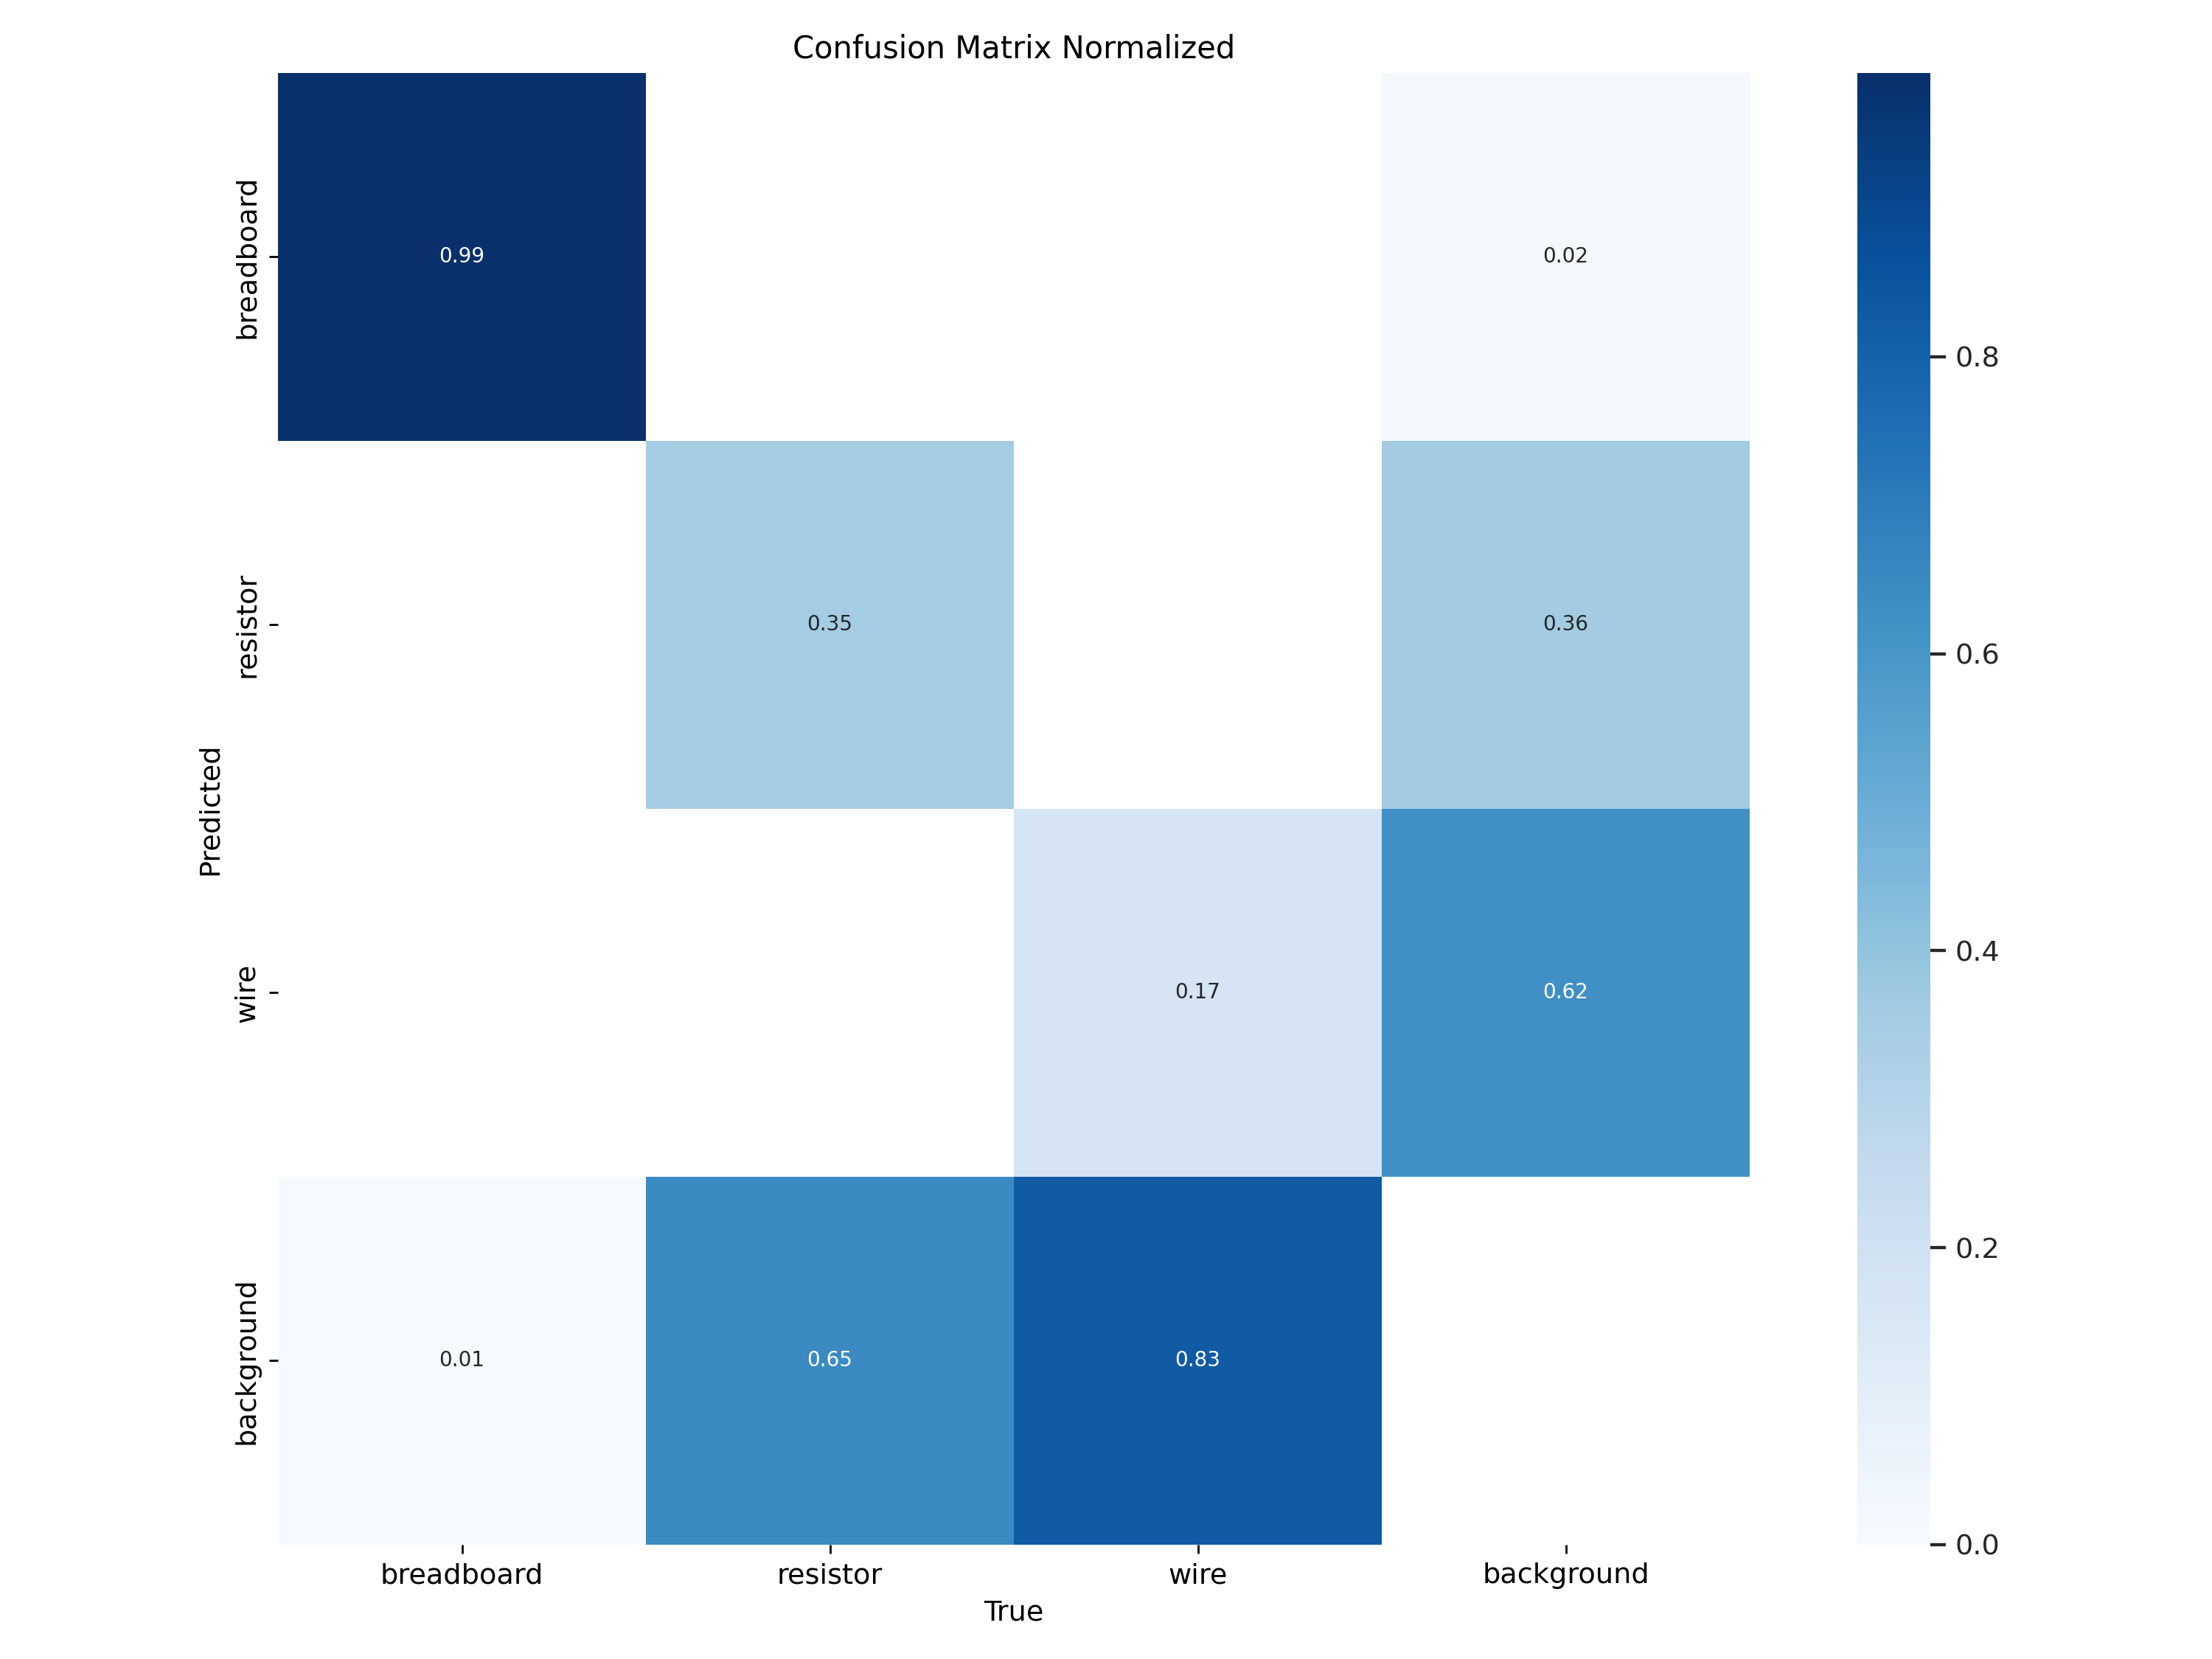 Confusion Matrix Normalized
breadboard
0.99
0.02
resistor
0.35
0.36
wire
0.17
0.62
background
0.01
0.65
0.83
Predicted
breadboard
resistor
wire
background
True
0.8
0.6
0.4
0.2
0.0